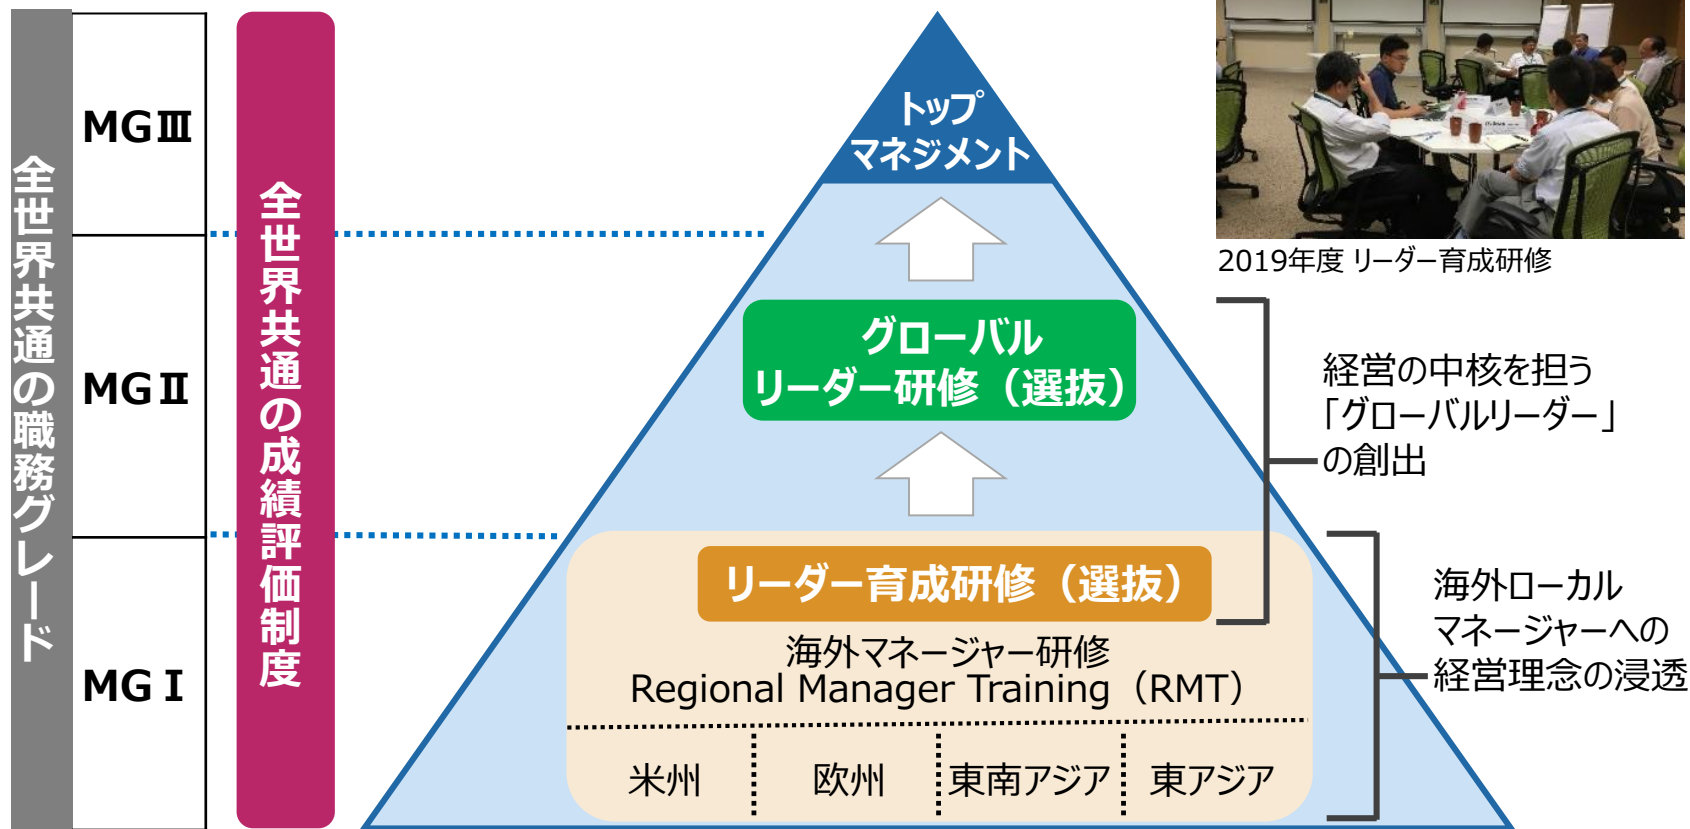 全世界共通の職務グレード
MGⅢ
MGⅡ
MGⅠ
全世界共通の成績評価制度
トップ
マネジメント
グローバル
リーダー研修（選抜）
リーダー育成研修（選抜）
海外マネージャー研修
Regional Manager Training（RMT）
米州
欧州
東南アジア
東アジア
2019年度 リーダー育成研修
経営の中核を担う
「グローバルリーダー」
の創出
海外ローカル
マネージャーへの
経営理念の浸透